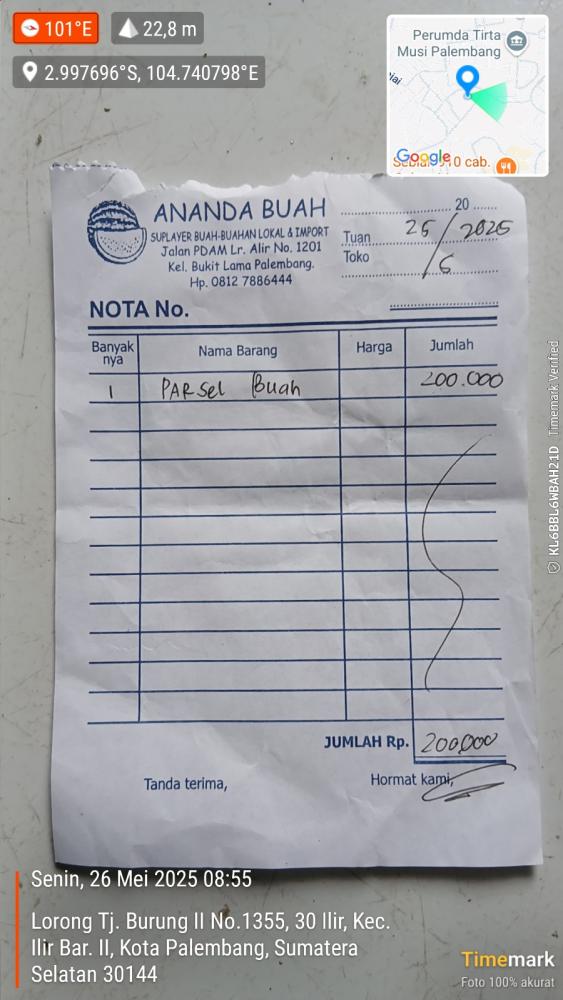 101°E 22,8 m
2.997696°S, 104.740798°E
Perumda Tirta
Musi Palembang
Google
10 cab.
ANANDA BUAH
SUPLAYER BUAH-BUAHAN LOKAL & IMPORT
Jalan PDAM Lr. Alir No. 1201
Kel. Bukit Lama Palembang.
Hp. 0812 7886444
20
Tuan
Toko
25/6 2025
NOTA No.
Banyak nya Nama Barang Harga Jumlah
1 PARSel Buah 200.000
JUMLAH Rp. 200.000
Tanda terima, Hormat kami,
KL6BBL6WBAH21D Timemark Verified
Senin, 26 Mei 2025 08:55
Lorong Tj. Burung II No.1355, 30 Ilir, Kec.
Ilir Bar. II, Kota Palembang, Sumatera
Selatan 30144
Timemark
Foto 100% akurat